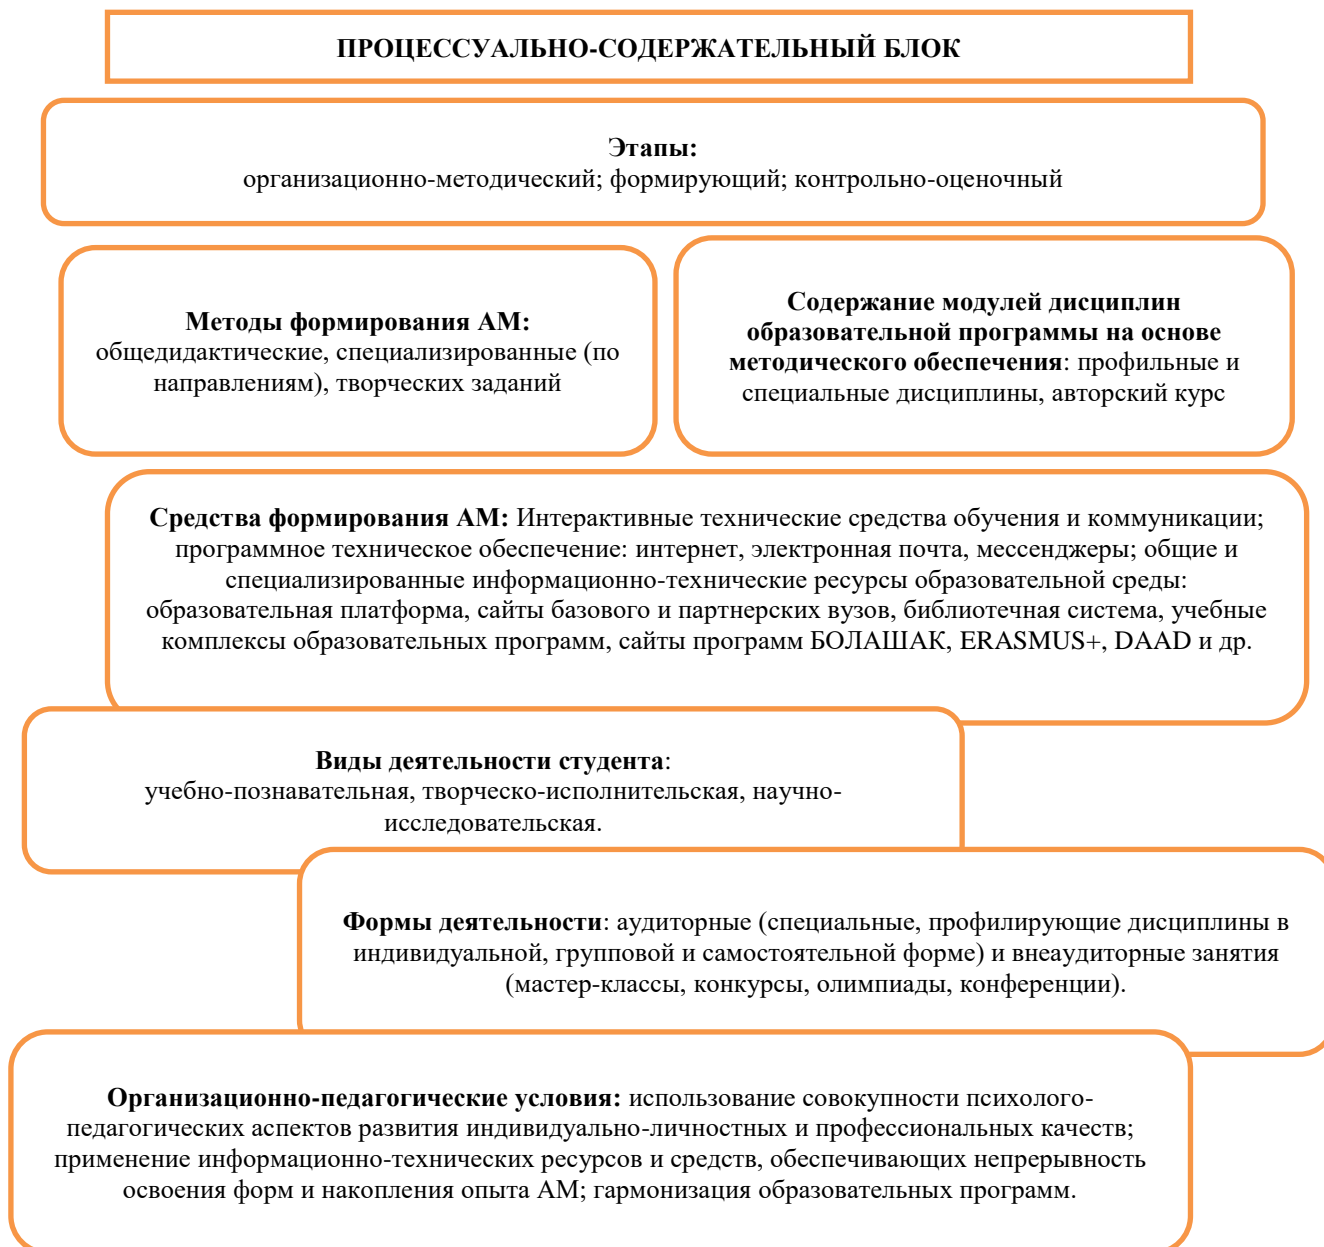 ПРОЦЕССУАЛЬНО-СОДЕРЖАТЕЛЬНЫЙ БЛОК
Этапы:
организационно-методический; формирующий; контрольно-оценочный
Методы формирования АМ:
общедидактические, специализированные (по
направлениям), творческих заданий
Содержание модулей дисциплин
образовательной программы на основе
методического обеспечения: профильные и
специальные дисциплины, авторский курс
Средства формирования АМ: Интерактивные технические средства обучения и коммуникации;
программное техническое обеспечение: интернет, электронная почта, мессенджеры; общие и
специализированные информационно-технические ресурсы образовательной среды:
образовательная платформа, сайты базового и партнерских вузов, библиотечная система, учебные
комплексы образовательных программ, сайты программ БОЛАШАК, ERASMUS+, DAAD и др.
Виды деятельности студента:
учебно-познавательная, творческо-исполнительская, научно-
исследовательская.
Формы деятельности: аудиторные (специальные, профилирующие дисциплины в
индивидуальной, групповой и самостоятельной форме) и внеаудиторные занятия
(мастер-классы, конкурсы, олимпиады, конференции).
Организационно-педагогические условия: использование совокупности психолого-
педагогических аспектов развития индивидуально-личностных и профессиональных качеств;
применение информационно-технических ресурсов и средств, обеспечивающих непрерывность
освоения форм и накопления опыта АМ; гармонизация образовательных программ.